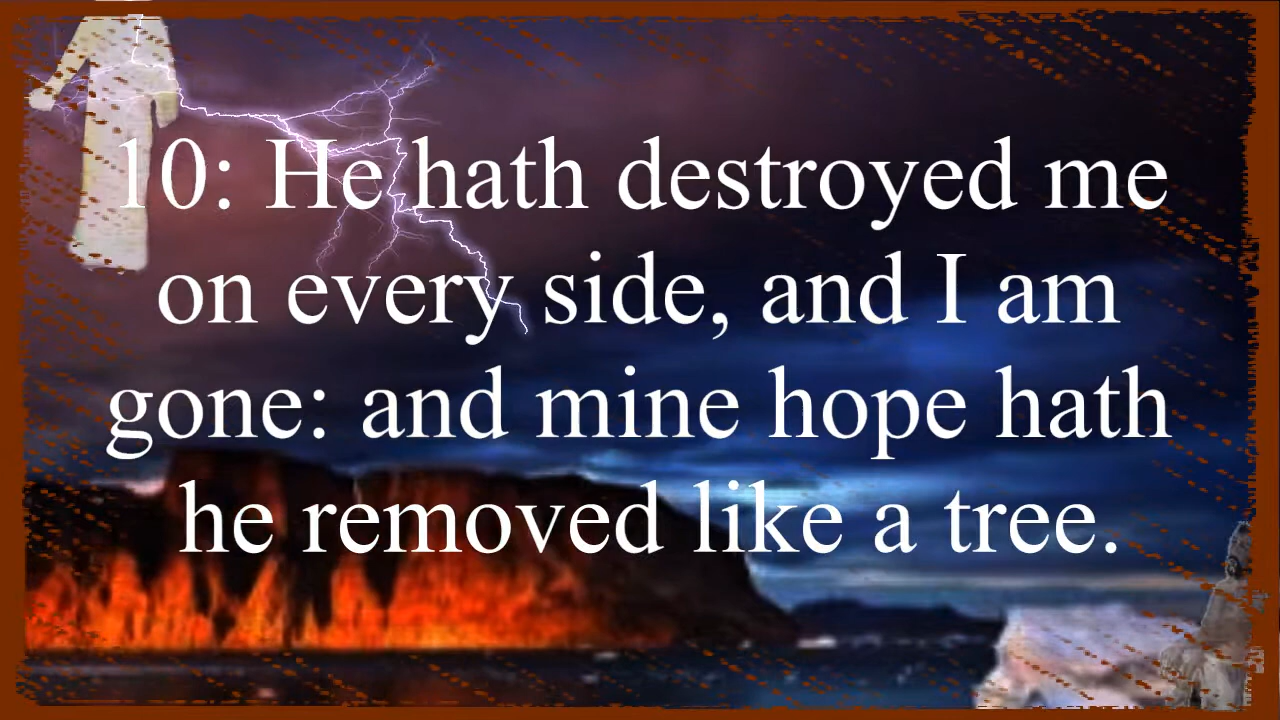 10: He hath destroyed me
on every side, and I am
gone: and mine hope hath
he removed like a tree.